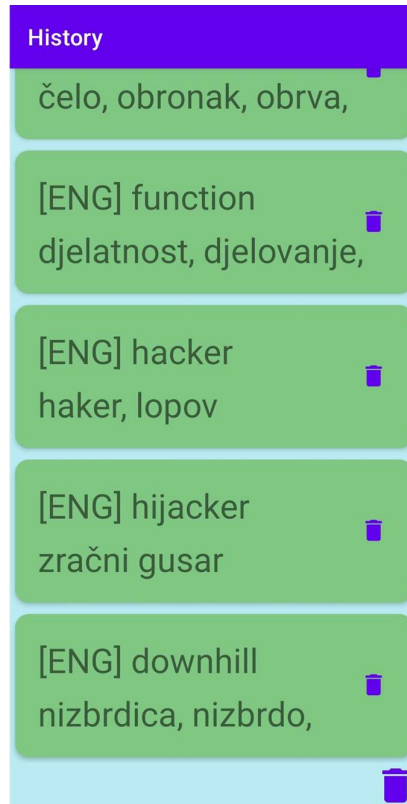 History
čelo, obronak, obrva,
[ENG] function
djelatnost, djelovanje,
[ENG] hacker
haker, lopov
[ENG] hijacker
zračni gusar
[ENG] downhill
nizbrdica, nizbrdo,